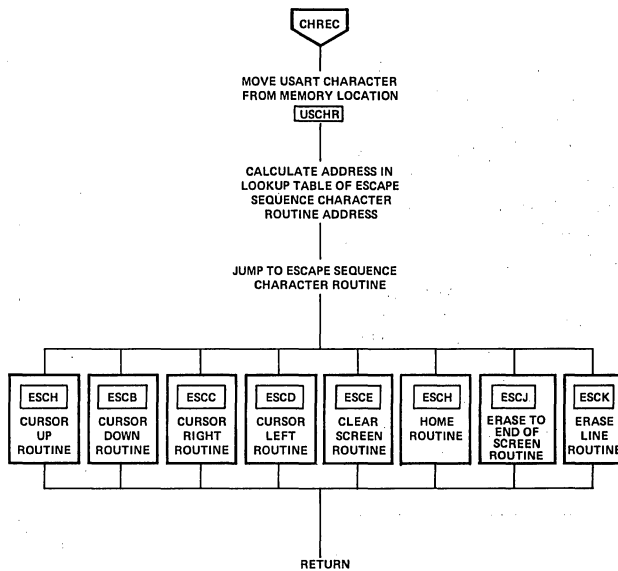 CHREC
MOVE USART CHARACTER
FROM MEMORY LOCATION
USCHR
CALCULATE ADDRESS IN
LOOKUP TABLE OF ESCAPE
SEQUENCE CHARACTER
ROUTINE ADDRESS
JUMP TO ESCAPE SEQUENCE
CHARACTER ROUTINE
ESCH
CURSOR
UP
ROUTINE
ESCB
CURSOR
DOWN
ROUTINE
ESCC
CURSOR
RIGHT
ROUTINE
ESCD
CURSOR
LEFT
ROUTINE
ESCE
CLEAR
SCREEN
ROUTINE
ESCH
HOME
ROUTINE
ESCJ
ERASE TO
END OF
SCREEN
ROUTINE
ESCK
ERASE
LINE
ROUTINE
RETURN